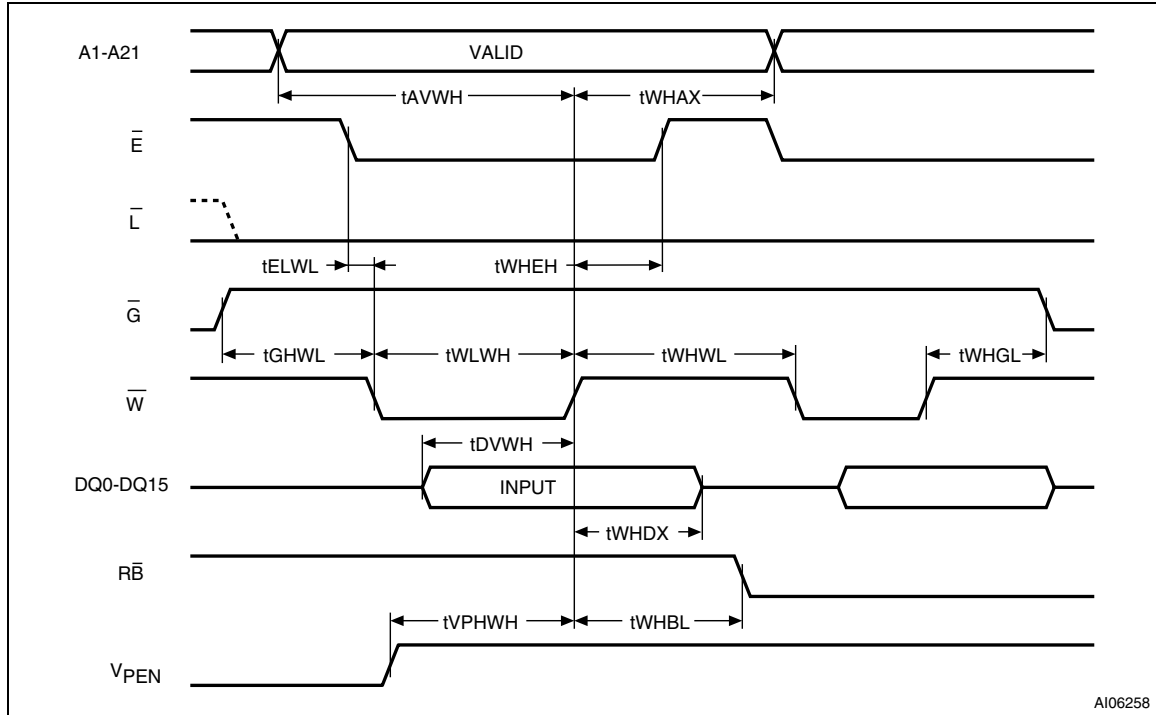 A1-A21
VALID
tAVWH
tWHAX
E̅
L̅
tELWL
tWHEH
G̅
tGHWL
tWLWH
tWHWL
tWHGL
W̅
tDVWH
DQ0-DQ15
INPUT
tWHDX
RB̅
tVPHWH
tWHBL
VPEN
AI06258